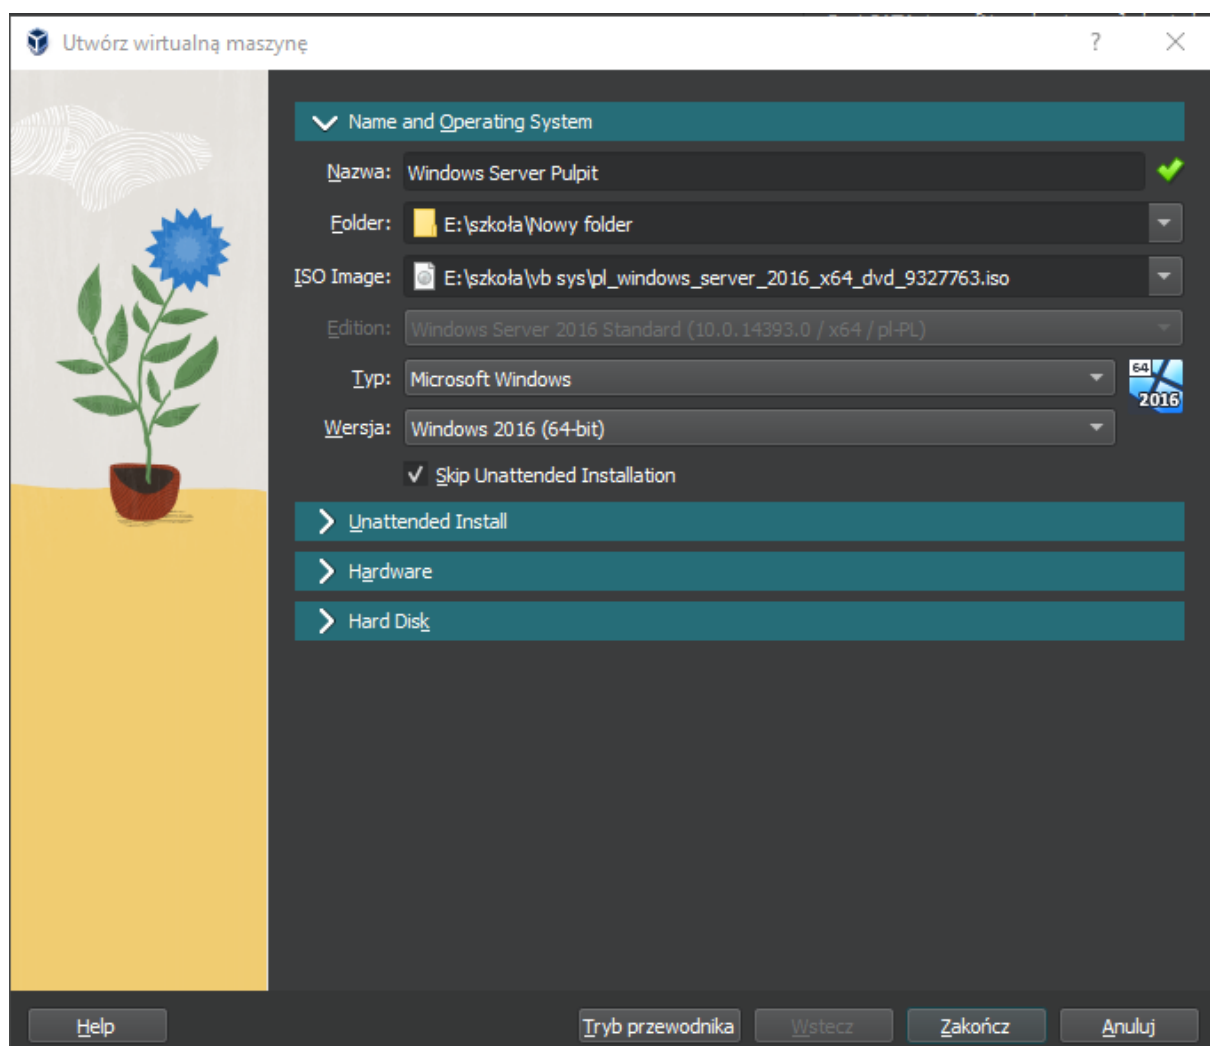 Utwórz wirtualną maszynę
?
Name and Operating System
Nazwa: Windows Server Pulpit
Folder: E:\szkoła\Nowy folder
ISO Image: E:\szkoła\vb sys\pl_windows_server_2016_x64_dvd_9327763.iso
Edition: Windows Server 2016 Standard (10.0.14393.0 / x64 / pl-PL)
Typ: Microsoft Windows
64
2016
Wersja: Windows 2016 (64-bit)
Skip Unattended Installation
Unattended Install
Hardware
Hard Disk
Help Tryb przewodnika Wstecz Zakończ Anuluj